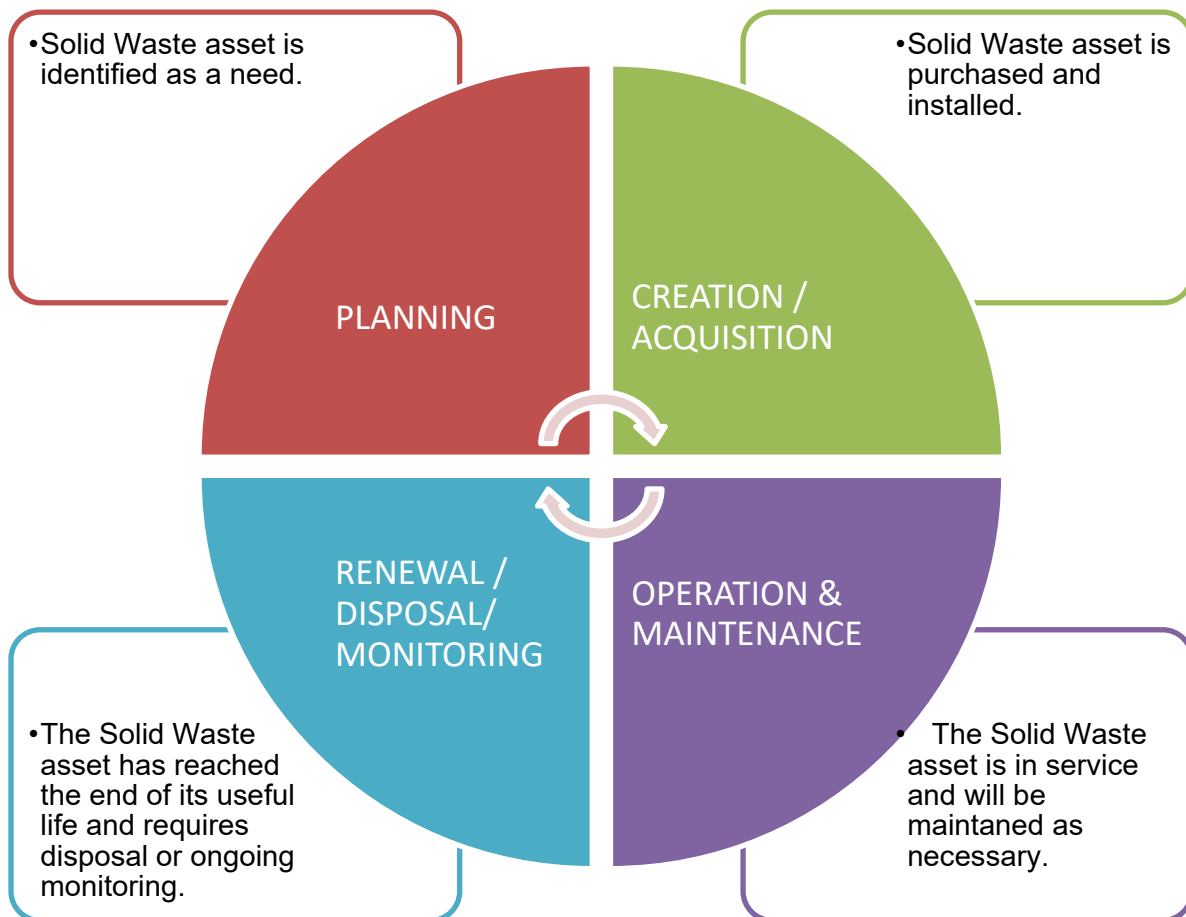 •Solid Waste asset is
identified as a need.
•Solid Waste asset is
purchased and
installed.
PLANNING
CREATION /
ACQUISITION
RENEWAL /
DISPOSAL/
MONITORING
OPERATION &
MAINTENANCE
•The Solid Waste
asset has reached
the end of its useful
life and requires
disposal or ongoing
monitoring.
• The Solid Waste
asset is in service
and will be
maintaned as
necessary.